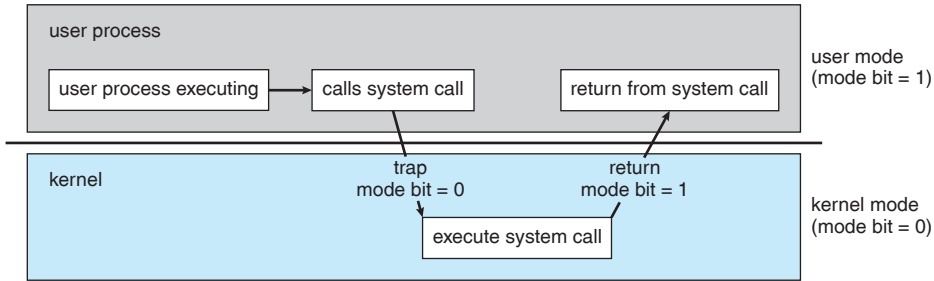 user process
user process executing
calls system call
return from system call
user mode
(mode bit = 1)
trap
mode bit = 0
return
mode bit = 1
kernel
execute system call
kernel mode
(mode bit = 0)